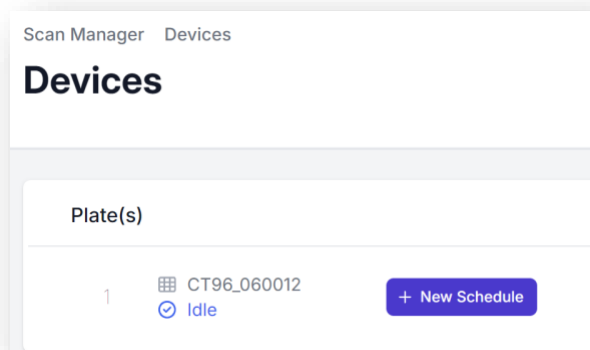 Scan Manager Devices
Devices
Plate(s)
1
CT96_060012
Idle
+ New Schedule